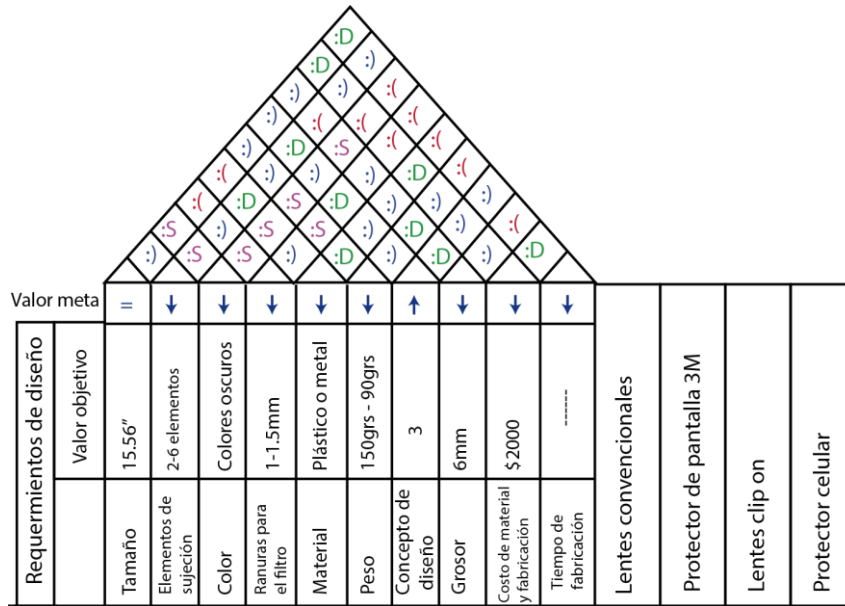 :D
:D :)
:) :) :(
:) :( :( :(
:) :D :S :( :(
:( :) :) :) :D :(
:( :D :S :D :) :) :)
:S :) :S :S :) :D :) :(
:) :S :S :) :D :) :D :) :D
Valor meta = ↓ ↓ ↓ ↓ ↓ ↑ ↓ ↓ ↓
Requermientos de diseño
Valor objetivo
15.56"
2-6 elementos
Colores oscuros
1-1.5mm
Plástico o metal
150grs - 90grs
3
6mm
$2000
------
Tamaño
Elementos de
sujeción
Color
Ranuras para
el filtro
Material
Peso
Concepto de
diseño
Grosor
Costo de material
y fabricación
Tiempo de
fabricación
Lentes convencionales
Protector de pantalla 3M
Lentes clip on
Protector celular